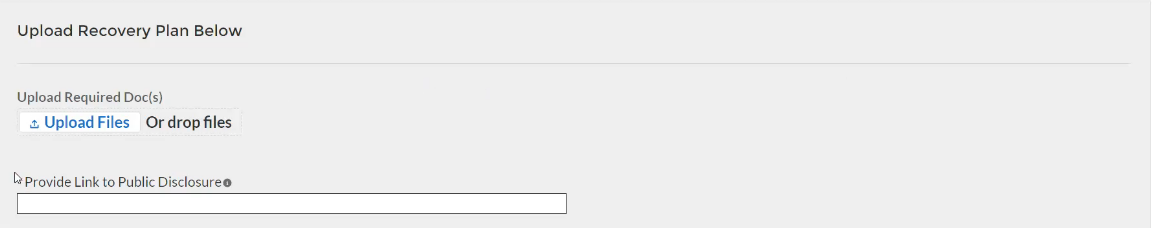 Upload Recovery Plan Below
Upload Required Doc(s)
Upload Files Or drop files
Provide Link to Public Disclosure